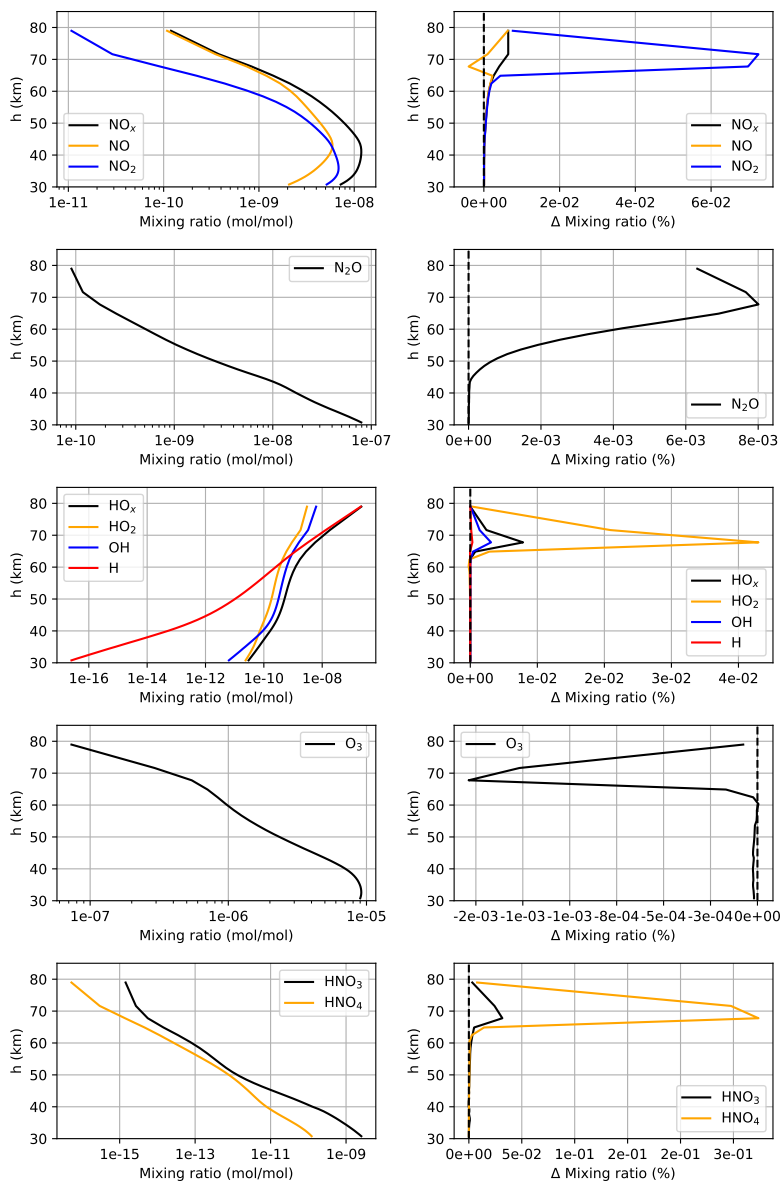 80
70
60
50
40
30
h (km)
NOₓ
NO
NO₂
1e-11 1e-10 1e-09 1e-08
Mixing ratio (mol/mol)
80
70
60
50
40
30
h (km)
NOₓ
NO
NO₂
0e+00 2e-02 4e-02 6e-02
Δ Mixing ratio (%)
80
70
60
50
40
30
h (km)
N₂O
1e-10 1e-09 1e-08 1e-07
Mixing ratio (mol/mol)
80
70
60
50
40
30
h (km)
N₂O
0e+00 2e-03 4e-03 6e-03 8e-03
Δ Mixing ratio (%)
80
70
60
50
40
30
h (km)
HOₓ
HO₂
OH
H
1e-16 1e-14 1e-12 1e-10 1e-08
Mixing ratio (mol/mol)
80
70
60
50
40
30
h (km)
HOₓ
HO₂
OH
H
0e+00 1e-02 2e-02 3e-02 4e-02
Δ Mixing ratio (%)
80
70
60
50
40
30
h (km)
O₃
1e-07 1e-06 1e-05
Mixing ratio (mol/mol)
80
70
60
50
40
30
h (km)
O₃
-2e-03 -1e-03 -1e-03 -8e-04 -5e-04 -3e-04 0e+00
Δ Mixing ratio (%)
80
70
60
50
40
30
h (km)
HNO₃
HNO₄
1e-15 1e-13 1e-11 1e-09
Mixing ratio (mol/mol)
80
70
60
50
40
30
h (km)
HNO₃
HNO₄
0e+00 5e-02 1e-01 2e-01 2e-01 3e-01
Δ Mixing ratio (%)